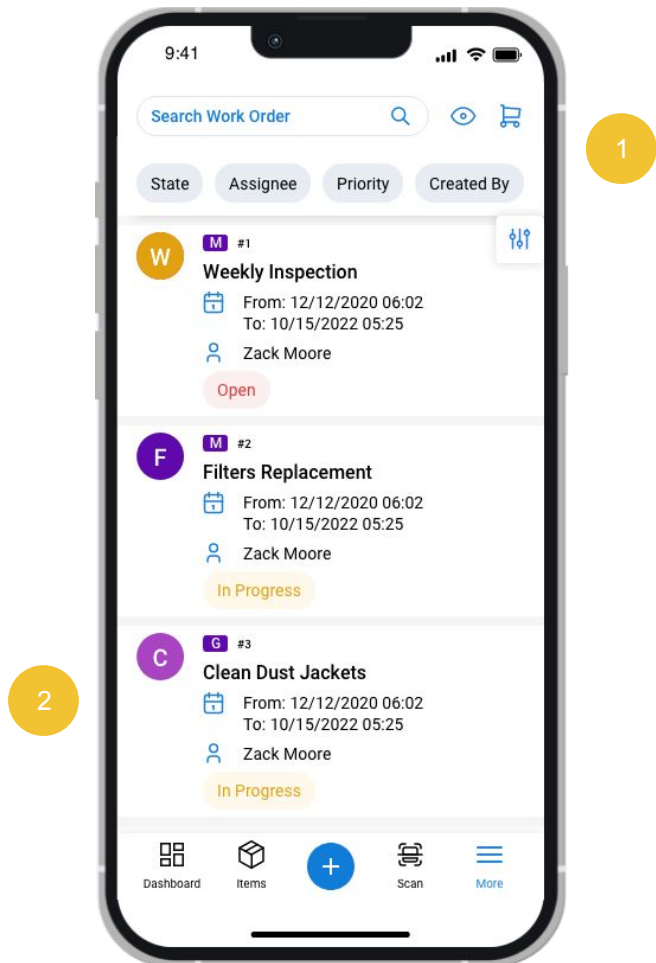 9:41
Search Work Order
1
State Assignee Priority Created By
W
M #1
Weekly Inspection
1
From: 12/12/2020 06:02
To: 10/15/2022 05:25
Zack Moore
Open
F
M #2
Filters Replacement
1
From: 12/12/2020 06:02
To: 10/15/2022 05:25
Zack Moore
In Progress
C
G #3
Clean Dust Jackets
2
1
From: 12/12/2020 06:02
To: 10/15/2022 05:25
Zack Moore
In Progress
Dashboard Items + Scan More